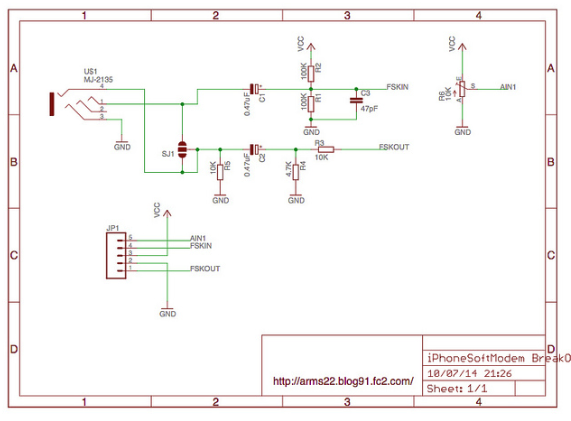 1 2 3 4
A A
US1
MJ-2135
4
1
2
3
GND
SJ1
10K
R5
GND
0.47uF
C1
0.47uF
C2
VCC
100K
R2
100K
R1
GND
C3
47pF
FSKIN
4.7K
R4
GND
R3
10K
FSKOUT
VCC
R6
10K
E
A
S
AIN1
GND
B B
JP1
5
4
3
2
1
VCC
AIN1
FSKIN
FSKOUT
GND
C C
D D
iPhoneSoftModem BreakO
10/07/14 21:26
http://arms22.blog91.fc2.com/
Sheet: 1/1
1 2 3 4